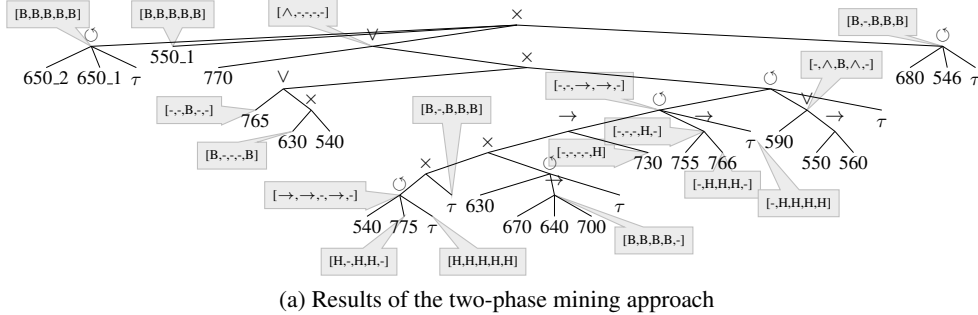 [B,B,B,B,B] [B,B,B,B,B] [∧,-,-,-,-] × [B,-,B,B,B]
↺ 550_1 ∨ ↺
650_2 650_1 τ 770 × 680 546 τ
[-,∧,B,∧,-]
∨ [-,-,→,→,-] ↺
[-,-,B,-,-] 765 × [B,-,B,B,B] ↺ ∨ τ
→ [-,-,-,H,-] → 590 →
[B,-,-,-,B] 630 540 × [-,-,-,-,H] 730 755 766 τ 550 560
× ↺ [-,H,H,H,-]
[→,→,-,→,-] ↺ τ 630 → τ [-,H,H,H,H]
540 775 τ 670 640 700 [B,B,B,B,-]
[H,-,H,H,-] [H,H,H,H,H]
(a) Results of the two-phase mining approach